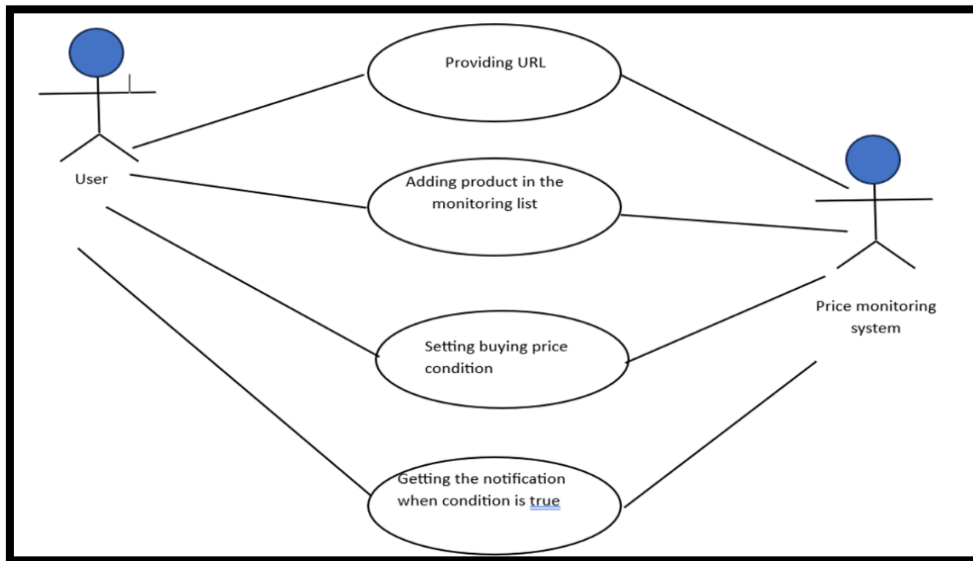 Providing URL
User
Adding product in the
monitoring list
Price monitoring
system
Setting buying price
condition
Getting the notification
when condition is true